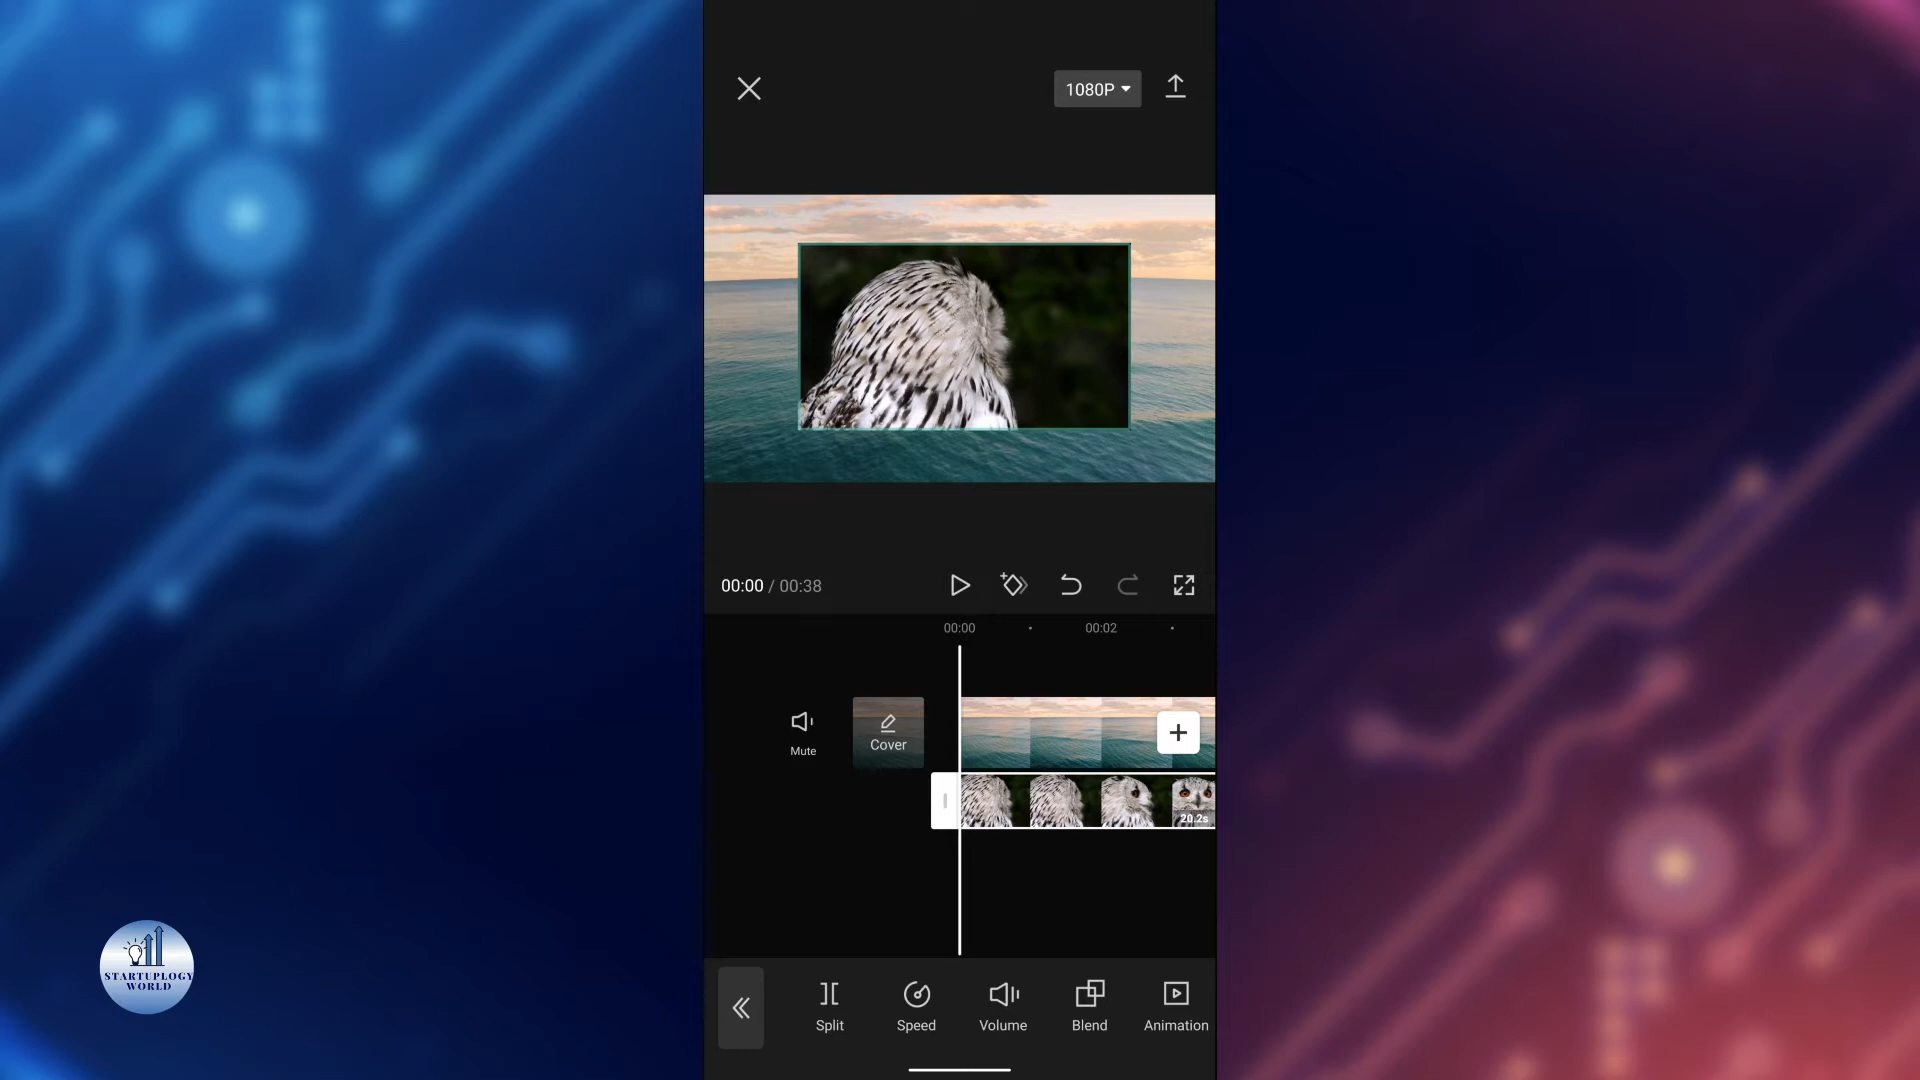 1080P
00:00 / 00:38
00:00 00:02
Mute
Cover
20.2s
Split Speed Volume Blend Animation
STARTUPLOGY
WORLD